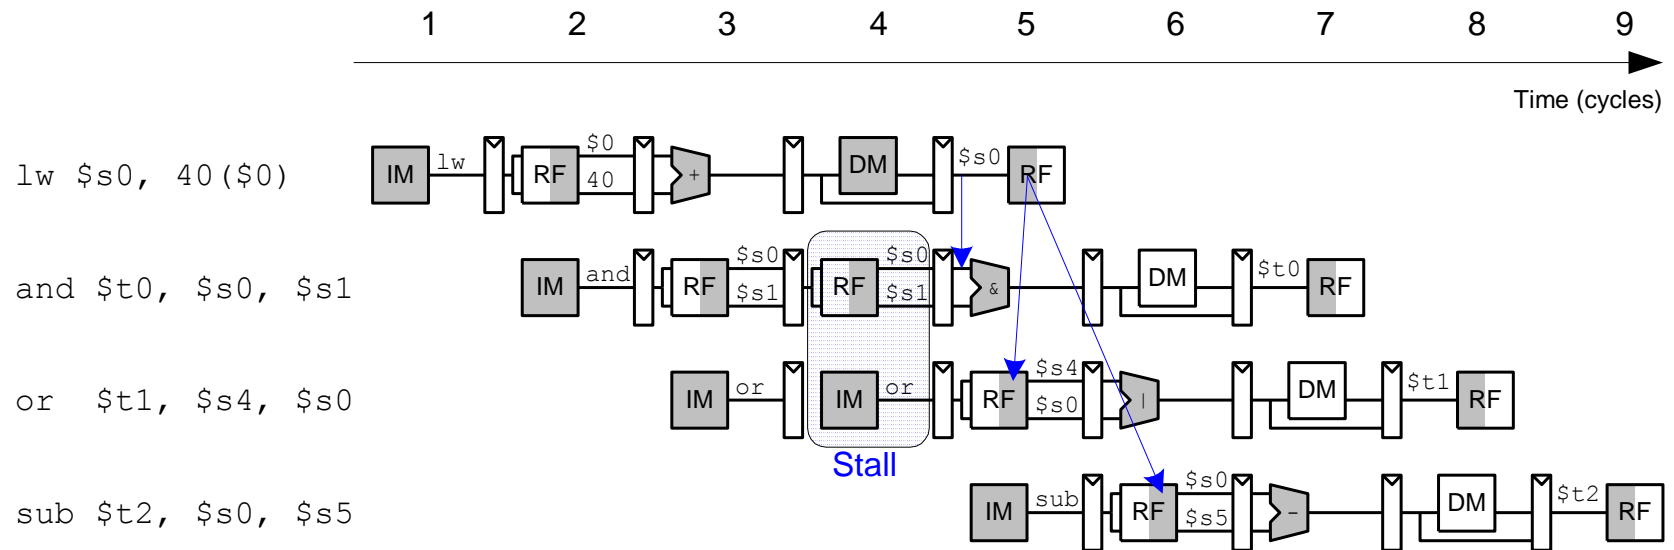 1 2 3 4 5 6 7 8 9
Time (cycles)
lw $s0, 40($0) IM lw RF $0 40 + DM $s0 RF
and $t0, $s0, $s1 IM and RF $s0 $s1 RF $s0 $s1 & DM $t0 RF
or $t1, $s4, $s0 IM or IM or RF $s4 $s0 | DM $t1 RF
Stall
sub $t2, $s0, $s5 IM sub RF $s0 $s5 - DM $t2 RF